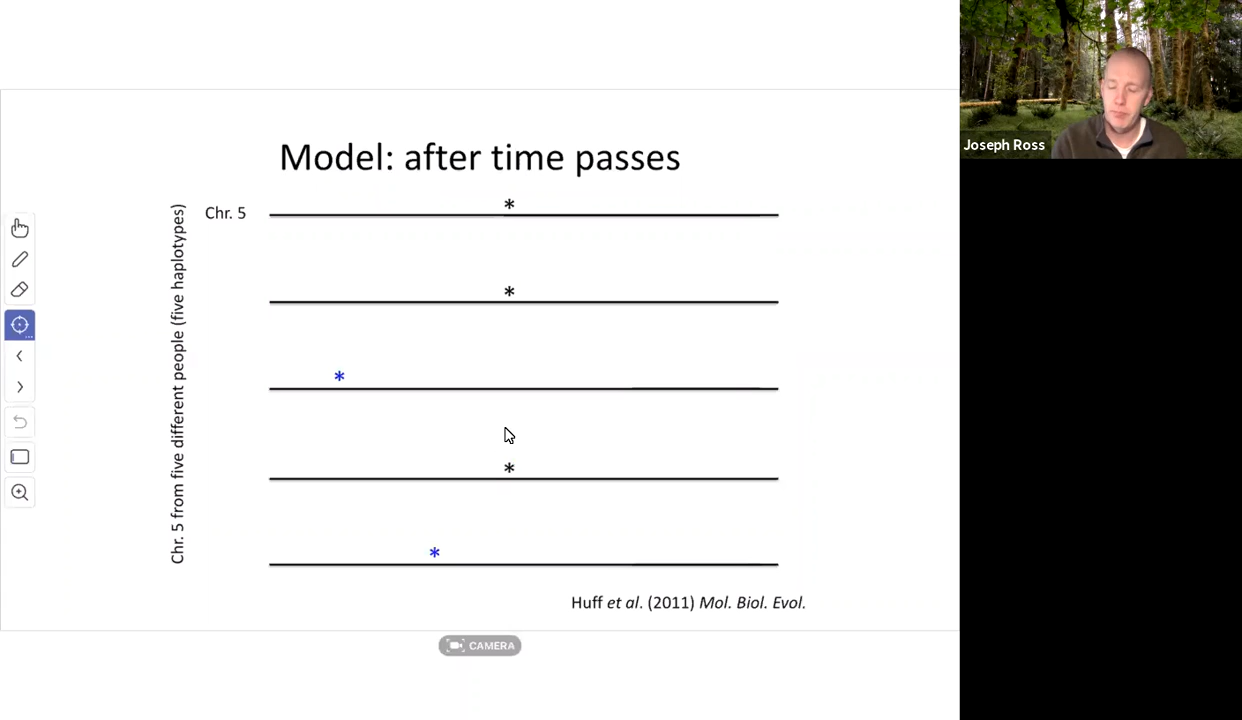 Joseph Ross
Model: after time passes
Chr. 5 from five different people (five haplotypes)
Chr. 5
*
*
*
*
*
Huff et al. (2011) Mol. Biol. Evol.
CAMERA